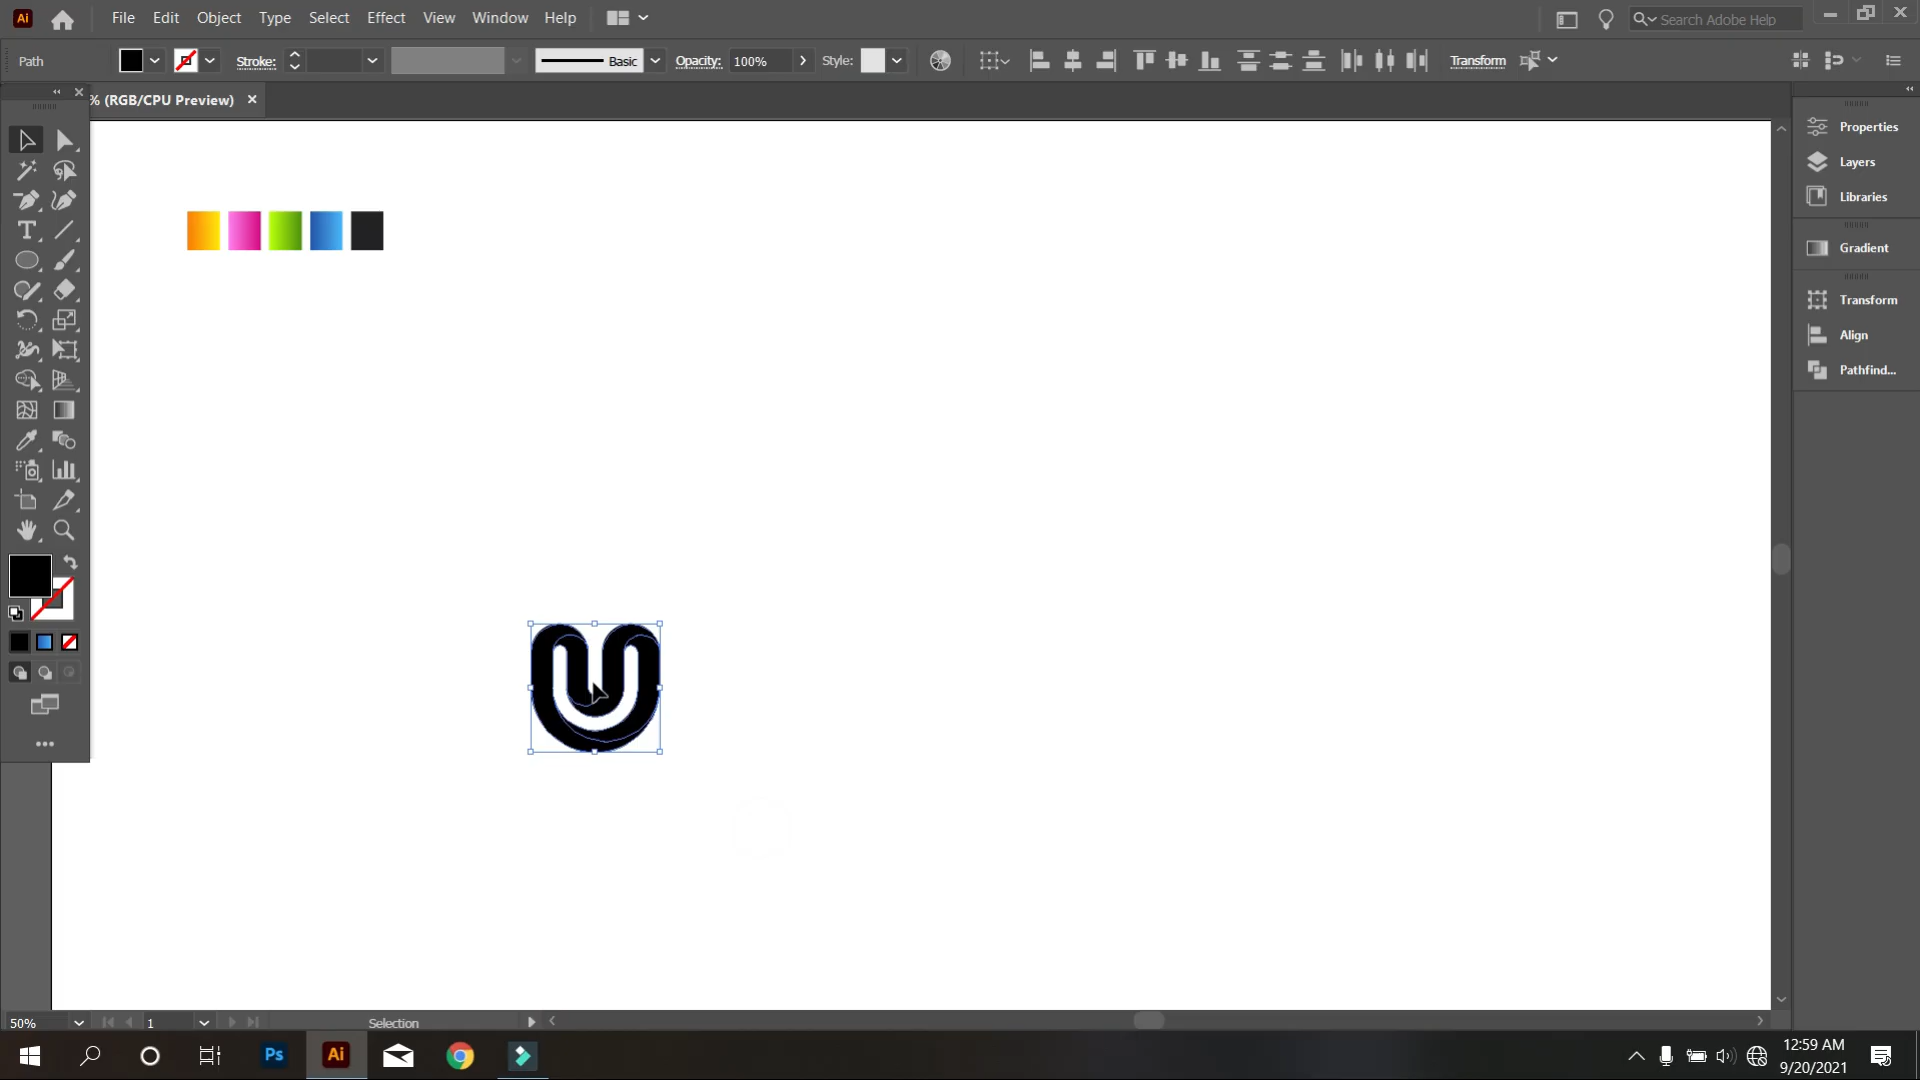 Ai File Edit Object Type Select Effect View Window Help Search Adobe Help
Path Stroke: Basic Opacity: 100% Style: Transform
% (RGB/CPU Preview)
Properties
Layers
Libraries
Gradient
Transform
Align
Pathfind...
50% 1 Selection
Ps Ai
12:59 AM
9/20/2021